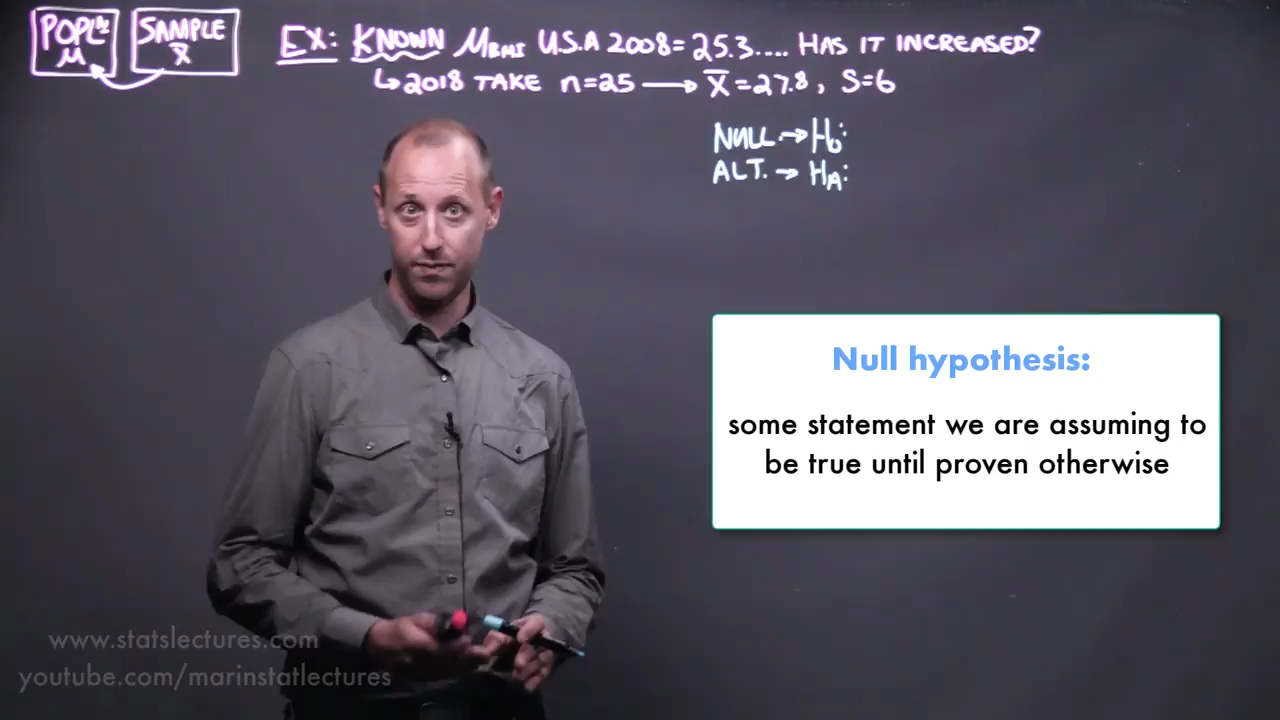 POPLN
μ
SAMPLE
x̄
EX: KNOWN μBMI U.S.A 2008=25.3.... HAS IT INCREASED?
↳2018 TAKE n=25 → x̄=27.8, S=6
NULL → H0:
ALT. → HA:
Null hypothesis:
some statement we are assuming to
be true until proven otherwise
www.statslectures.com
youtube.com/marinstatlectures